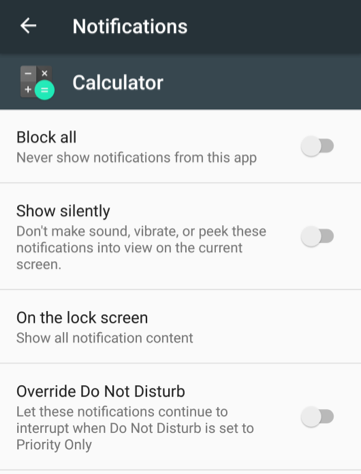 Notifications
Calculator
Block all
Never show notifications from this app
Show silently
Don't make sound, vibrate, or peek these
notifications into view on the current
screen.
On the lock screen
Show all notification content
Override Do Not Disturb
Let these notifications continue to
interrupt when Do Not Disturb is set to
Priority Only